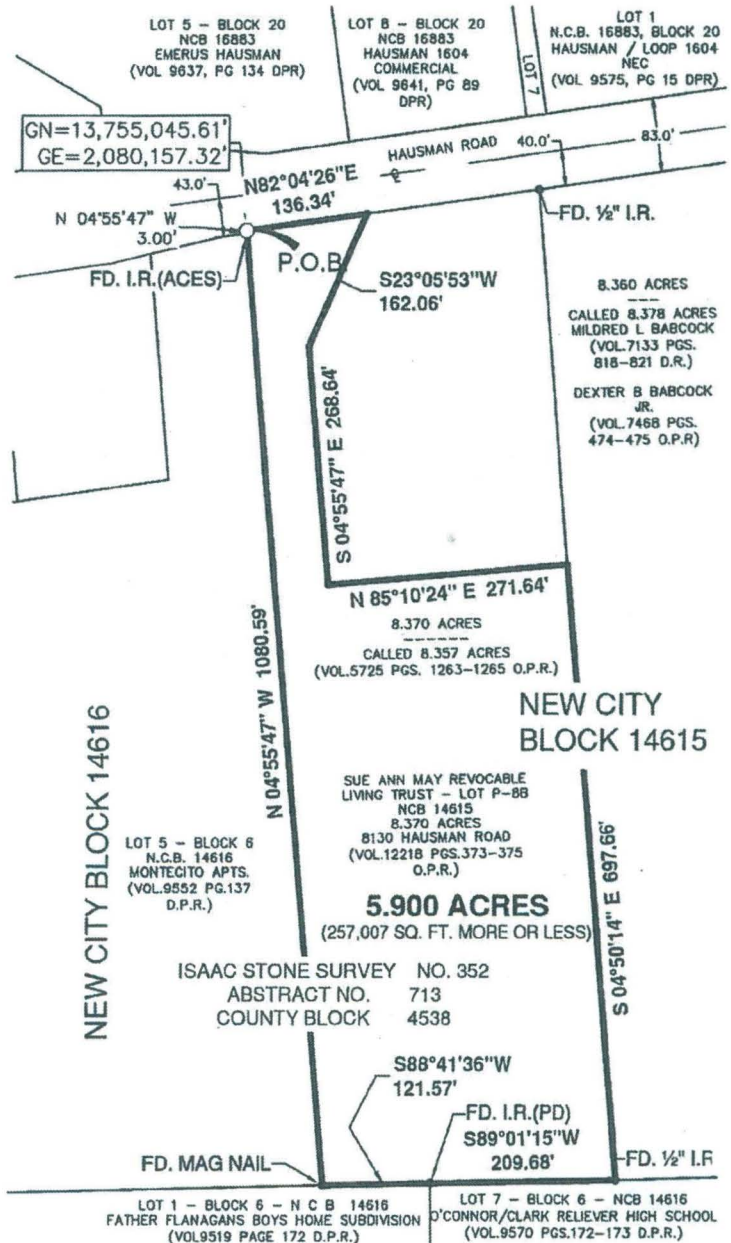 LOT 5 - BLOCK 20
NCB 16883
EMERUS HAUSMAN
(VOL 9637, PG 134 DPR)
LOT 8 - BLOCK 20
NCB 16883
HAUSMAN 1604
COMMERCIAL
(VOL 9641, PG 89
DPR)
LOT 7
LOT 1
N.C.B. 16883, BLOCK 20
HAUSMAN / LOOP 1604
NEC
(VOL 9575, PG 15 DPR)
GN=13,755,045.61'
GE=2,080,157.32'
HAUSMAN ROAD
40.0'
83.0'
43.0'
N82°04'26"E
136.34'
N 04°55'47" W
3.00'
FD. ½" I.R.
FD. I.R.(ACES)
P.O.B.
S23°05'53"W
162.06'
8.360 ACRES
CALLED 8.378 ACRES
MILDRED L BABCOCK
(VOL.7133 PGS.
818-821 D.R.)
DEXTER B BABCOCK
JR.
(VOL.7468 PGS.
474-475 O.P.R)
S 04°55'47" E 268.64'
N 85°10'24" E 271.64'
8.370 ACRES
CALLED 8.357 ACRES
(VOL.5725 PGS. 1263-1265 O.P.R.)
N 04°55'47" W 1080.59'
NEW CITY
BLOCK 14615
NEW CITY BLOCK 14616
SUE ANN MAY REVOCABLE
LIVING TRUST - LOT P-8B
NCB 14615
8.370 ACRES
8130 HAUSMAN ROAD
(VOL.12218 PGS.373-375
O.P.R.)
LOT 5 - BLOCK 6
N.C.B. 14616
MONTECITO APTS.
(VOL.9552 PG.137
D.P.R.)
5.900 ACRES
(257,007 SQ. FT. MORE OR LESS)
S 04°50'14" E 697.66'
ISAAC STONE SURVEY NO. 352
ABSTRACT NO. 713
COUNTY BLOCK 4538
S88°41'36"W
121.57'
FD. I.R.(PD)
S89°01'15"W
209.68'
FD. MAG NAIL
FD. ½" I.R
LOT 1 - BLOCK 6 - N C B 14616
FATHER FLANAGANS BOYS HOME SUBDIVISION
(VOL9519 PAGE 172 D.P.R.)
LOT 7 - BLOCK 6 - NCB 14616
O'CONNOR/CLARK RELIEVER HIGH SCHOOL
(VOL.9570 PGS.172-173 D.P.R.)